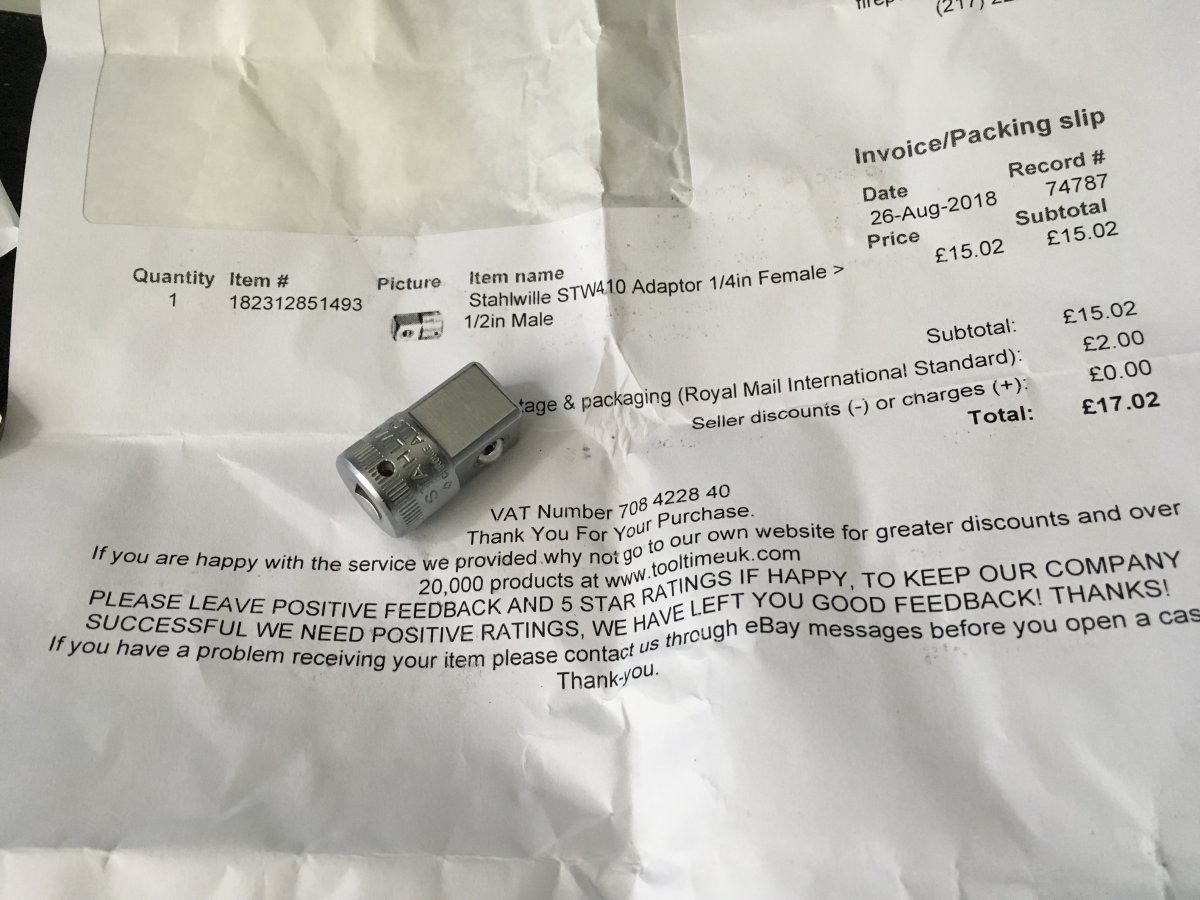 (217)
Invoice/Packing slip
Date Record #
26-Aug-2018 74787
Price Subtotal
£15.02 £15.02
Quantity Item # Picture Item name
1 182312851493 Stahlwille STW410 Adaptor 1/4in Female >
1/2in Male
Subtotal: £15.02
tage & packaging (Royal Mail International Standard): £2.00
Seller discounts (-) or charges (+): £0.00
Total: £17.02
STAHL
VAT Number 708 4228 40
Thank You For Your Purchase.
If you are happy with the service we provided why not go to our own website for greater discounts and over
20,000 products at www.tooltimeuk.com
PLEASE LEAVE POSITIVE FEEDBACK AND 5 STAR RATINGS IF HAPPY, TO KEEP OUR COMPANY
SUCCESSFUL WE NEED POSITIVE RATINGS, WE HAVE LEFT YOU GOOD FEEDBACK! THANKS!
If you have a problem receiving your item please contact us through eBay messages before you open a cas
Thank-you.